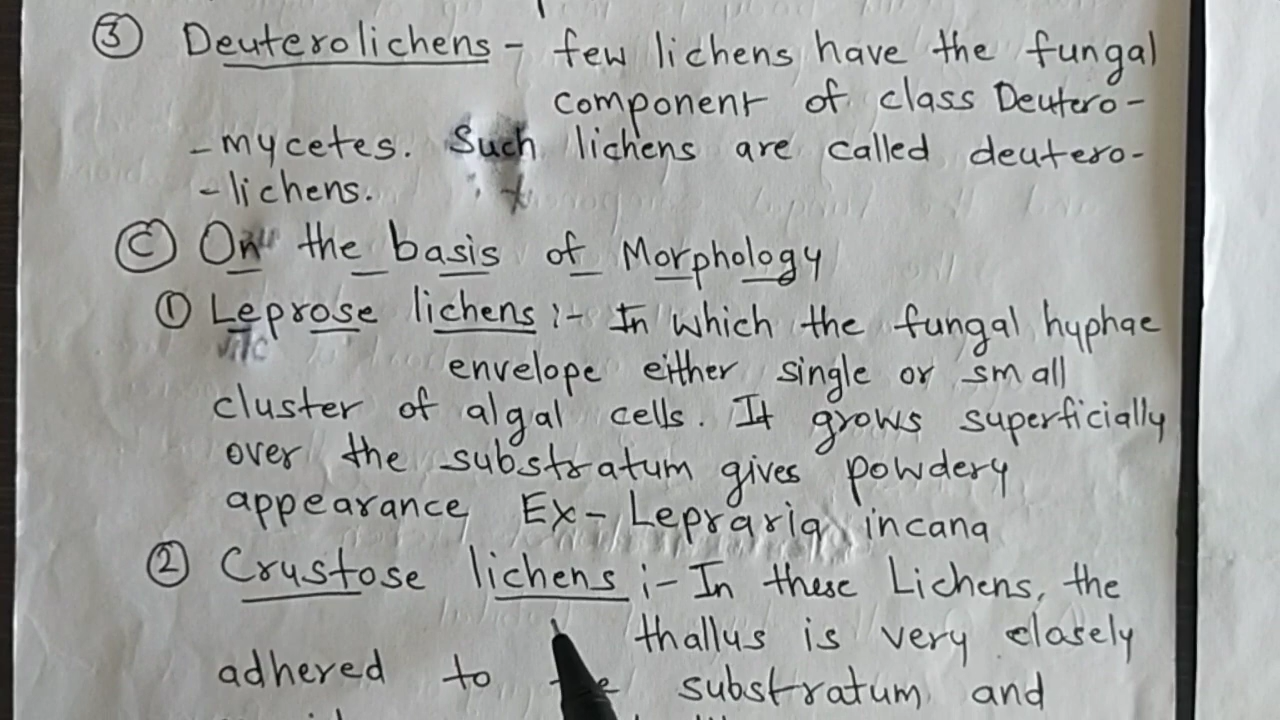 ③ Deuterolichens - few lichens have the fungal
component of class Deutero-
-mycetes. Such lichens are called deutero-
-lichens.
Ⓒ On the basis of Morphology
① Leprose lichens :- In which the fungal hyphae
envelope either single or small
cluster of algal cells. It grows superficially
over the substratum gives powdery
appearance Ex- Lepraria incana
② Crustose lichens ;- In these Lichens, the
thallus is very closely
adhered to substratum and